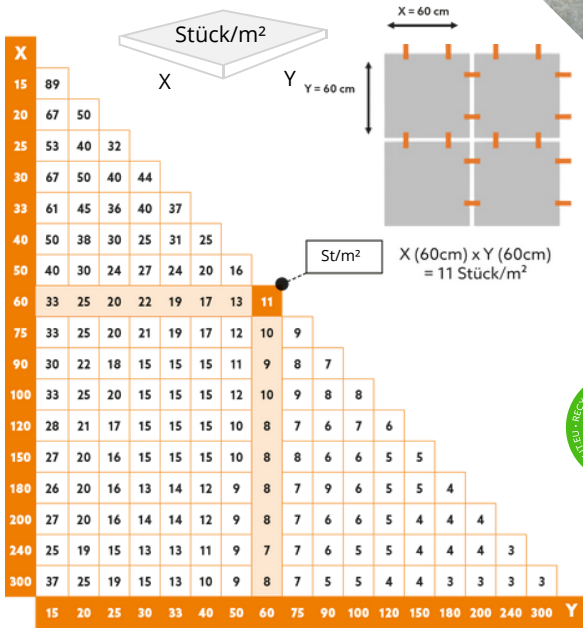 Stück/m²
X
Y
X = 60 cm
Y = 60 cm
X (60cm) x Y (60cm)
= 11 Stück/m²
St/m²
X
15 89
20 67 50
25 53 40 32
30 67 50 40 44
33 61 45 36 40 37
40 50 38 30 25 31 25
50 40 30 24 27 24 20 16
60 33 25 20 22 19 17 13 11
75 33 25 20 21 19 17 12 10 9
90 30 22 18 15 15 15 11 9 8 7
100 33 25 20 15 15 15 12 10 9 8 8
120 28 21 17 15 15 15 10 8 7 6 7 6
150 27 20 16 15 15 15 10 8 8 6 6 5 5
180 26 20 16 13 14 12 9 8 7 9 6 5 5 4
200 27 20 16 14 14 12 9 8 7 6 6 5 4 4 4
240 25 19 15 13 13 11 9 7 7 6 5 5 4 4 4 3
300 37 25 19 15 13 10 9 8 7 5 5 4 4 3 3 3 3
15 20 25 30 33 40 50 60 75 90 100 120 150 180 200 240 300 Y